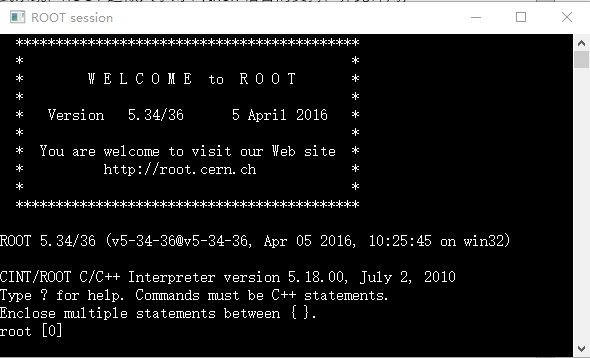 ROOT session
*******************************************
*                                         *
*        W E L C O M E  to  R O O T       *
*                                         *
*   Version   5.34/36      5 April 2016   *
*                                         *
*  You are welcome to visit our Web site  *
*          http://root.cern.ch            *
*                                         *
*******************************************
ROOT 5.34/36 (v5-34-36@v5-34-36, Apr 05 2016, 10:25:45 on win32)
CINT/ROOT C/C++ Interpreter version 5.18.00, July 2, 2010
Type ? for help. Commands must be C++ statements.
Enclose multiple statements between { }.
root [0]